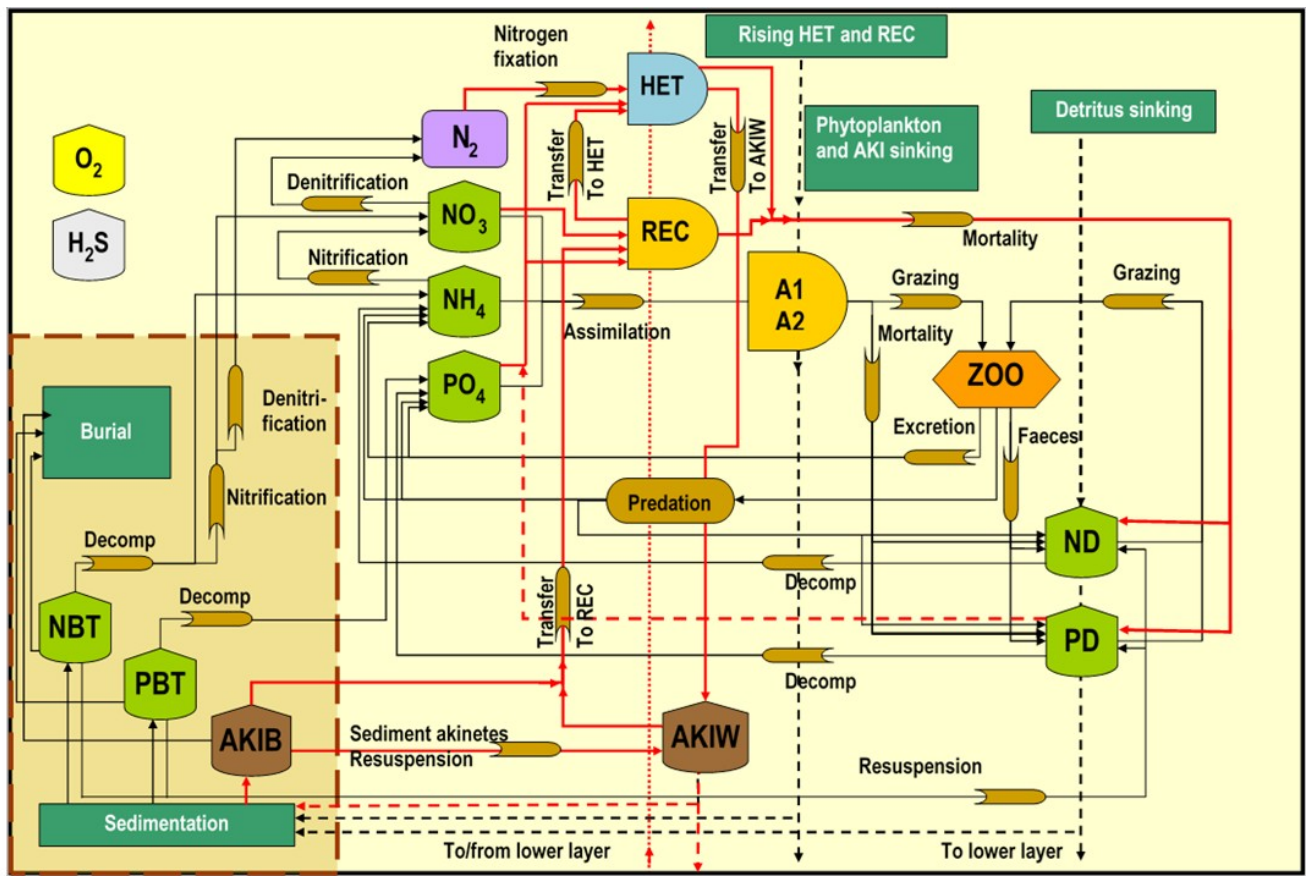 Nitrogen
fixation
HET
Rising HET and REC
Detritus sinking
Phytoplankton
and AKI sinking
O2
N2
Transfer
To HET
Transfer
To AKIW
Denitrification
NO3
H2S
REC
Mortality
Nitrification
NH4
Assimilation
A1
A2
Grazing
Grazing
Mortality
PO4
ZOO
Denitri-
fication
Burial
Excretion
Faeces
Nitrification
Predation
Decomp
ND
Decomp
Decomp
Transfer
To REC
NBT
PBT
PD
Decomp
AKIB
Sediment akinetes
Resuspension
AKIW
Resuspension
Sedimentation
To/from lower layer
To lower layer